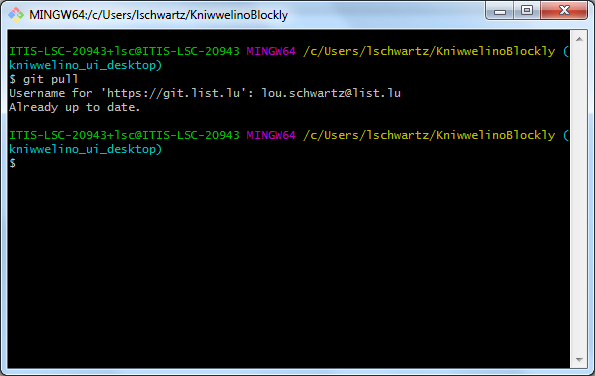 MINGW64:/c/Users/lschwartz/KniwwelinoBlockly
ITIS-LSC-20943+lsc@ITIS-LSC-20943 MINGW64 /c/Users/lschwartz/KniwwelinoBlockly (
kniwwelino_ui_desktop)
$ git pull
Username for 'https://git.list.lu': lou.schwartz@list.lu
Already up to date.
ITIS-LSC-20943+lsc@ITIS-LSC-20943 MINGW64 /c/Users/lschwartz/KniwwelinoBlockly (
kniwwelino_ui_desktop)
$